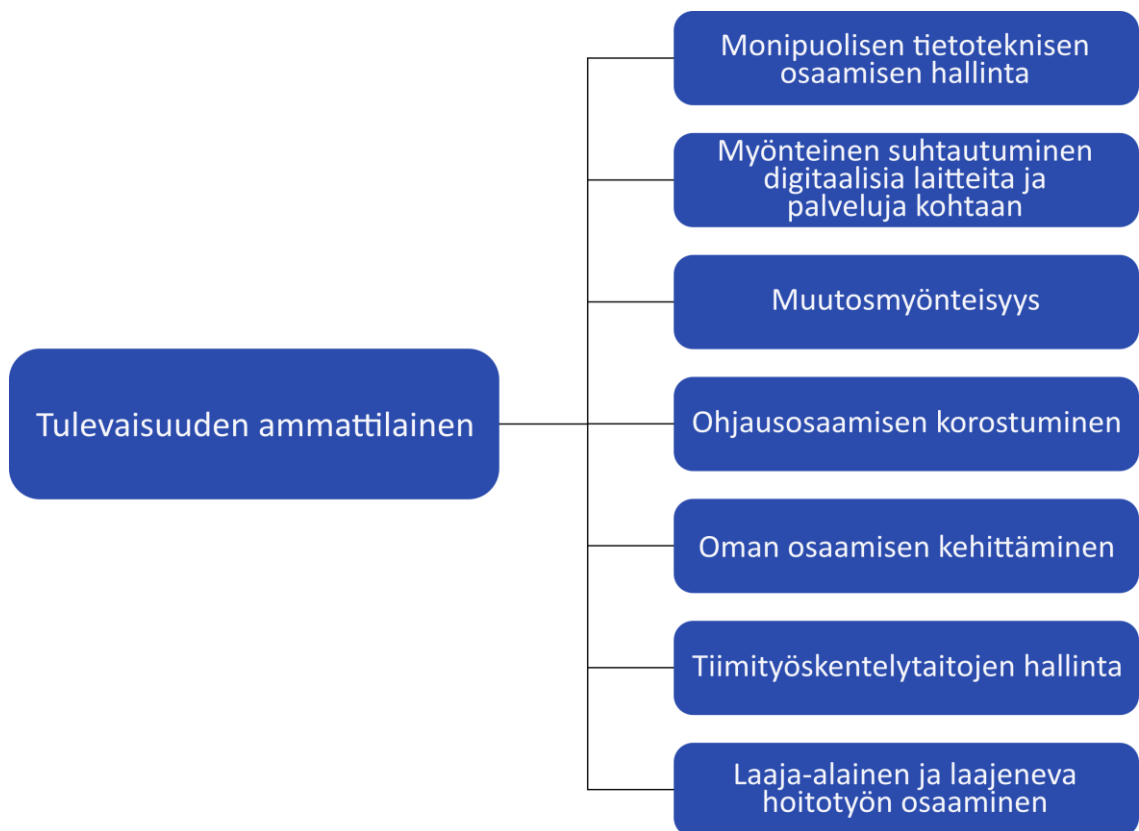 Tulevaisuuden ammattilainen
Monipuolisen tietoteknisen
osaamisen hallinta
Myönteinen suhtautuminen
digitaalisia laitteita ja
palveluja kohtaan
Muutosmyönteisyys
Ohjausosaamisen korostuminen
Oman osaamisen kehittäminen
Tiimityöskentelytaitojen hallinta
Laaja-alainen ja laajeneva
hoitotyön osaaminen